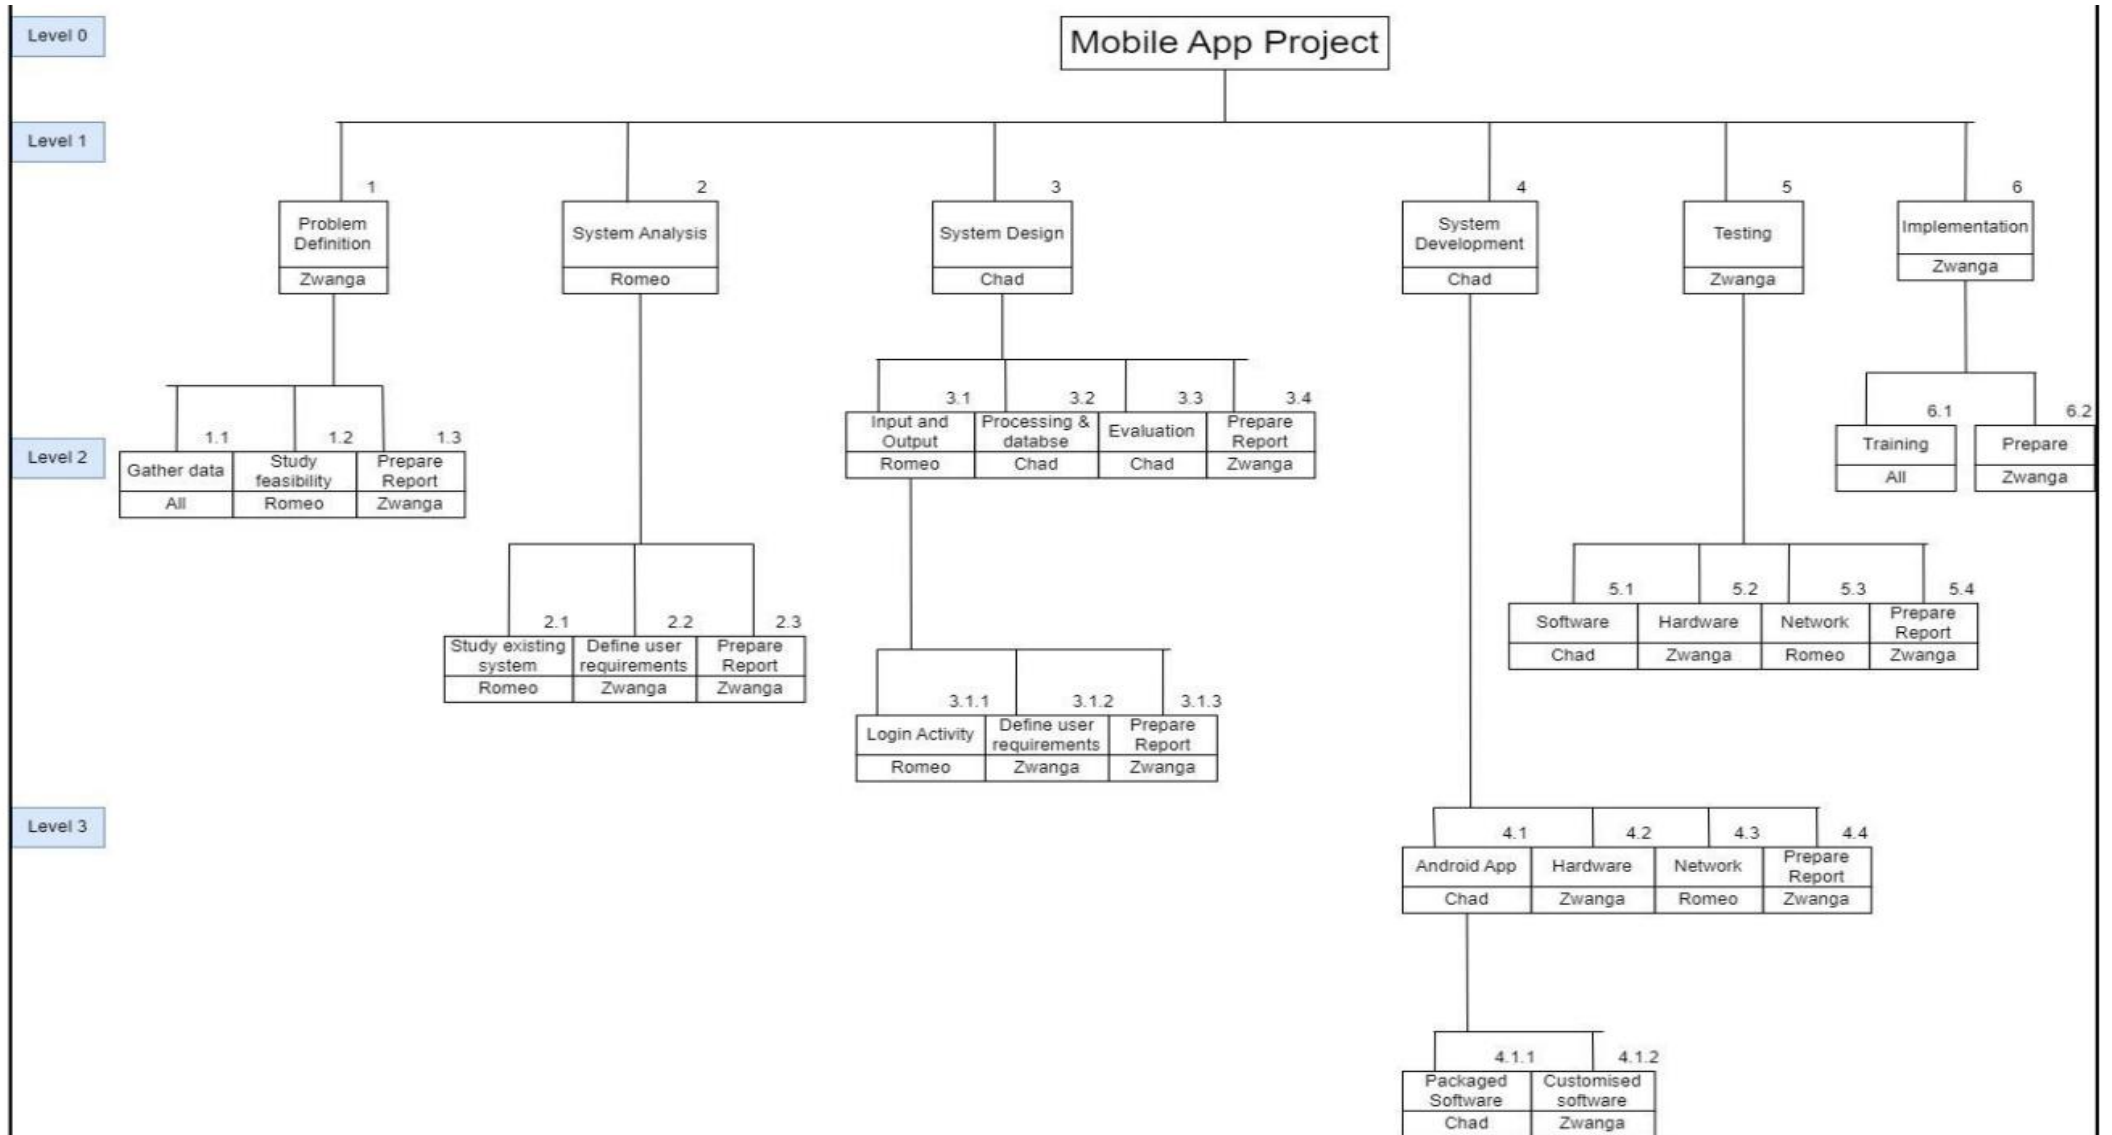 Level 0
Mobile App Project
Level 1
1
2
3
4
5
6
Problem
Definition
Zwanga
System Analysis
Romeo
System Design
Chad
System
Development
Chad
Testing
Zwanga
Implementation
Zwanga
Level 2
1.1
1.2
1.3
Gather data
All
Study
feasibility
Romeo
Prepare
Report
Zwanga
2.1
2.2
2.3
Study existing
system
Romeo
Define user
requirements
Zwanga
Prepare
Report
Zwanga
3.1
3.2
3.3
3.4
Input and
Output
Romeo
Processing &
databse
Chad
Evaluation
Chad
Prepare
Report
Zwanga
3.1.1
3.1.2
3.1.3
Login Activity
Romeo
Define user
requirements
Zwanga
Prepare
Report
Zwanga
6.1
6.2
Training
All
Prepare
Zwanga
5.1
5.2
5.3
5.4
Software
Chad
Hardware
Zwanga
Network
Romeo
Prepare
Report
Zwanga
Level 3
4.1
4.2
4.3
4.4
Android App
Chad
Hardware
Zwanga
Network
Romeo
Prepare
Report
Zwanga
4.1.1
4.1.2
Packaged
Software
Chad
Customised
software
Zwanga